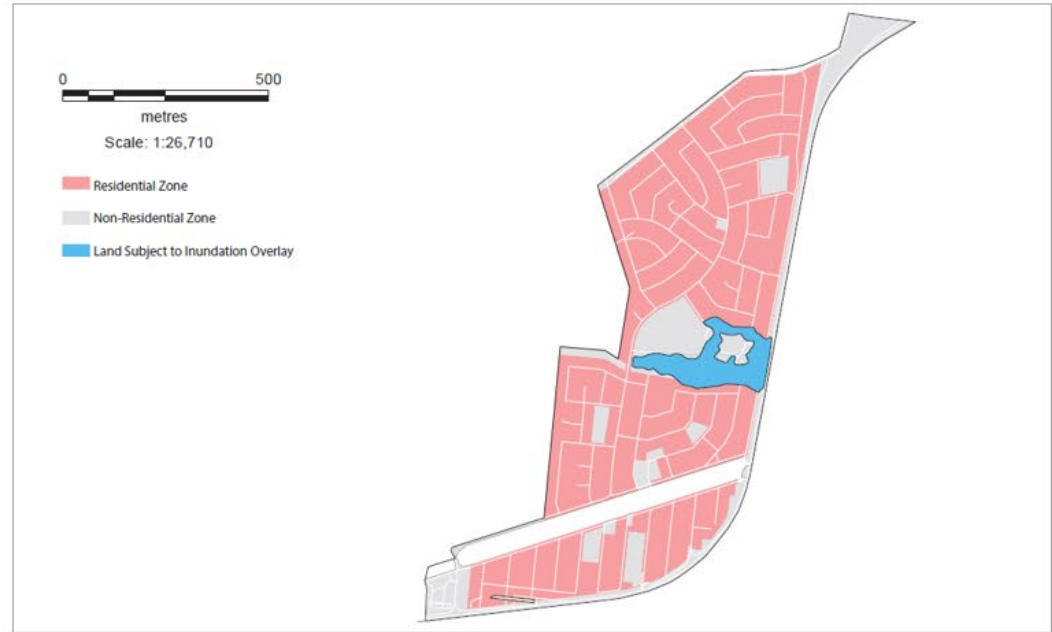 0 500
metres
Scale: 1:26,710
Residential Zone
Non-Residential Zone
Land Subject to Inundation Overlay